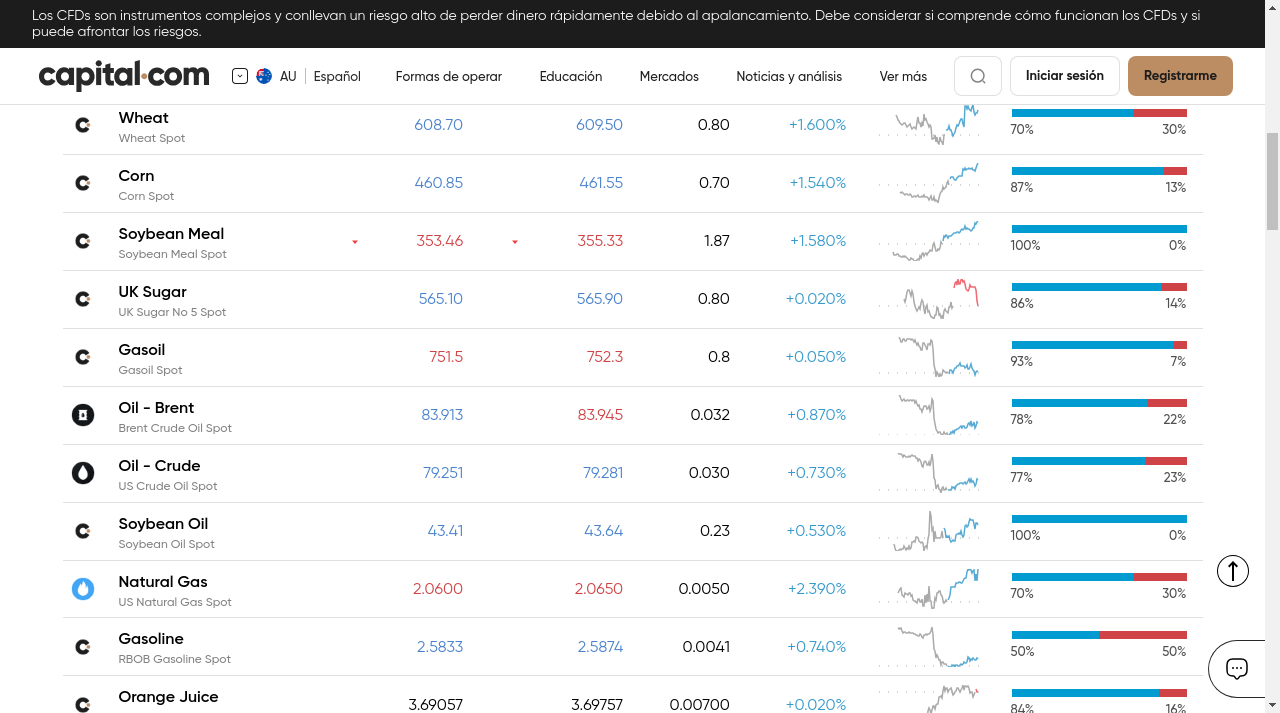 Los CFDs son instrumentos complejos y conllevan un riesgo alto de perder dinero rápidamente debido al apalancamiento. Debe considerar si comprende cómo funcionan los CFDs y si
puede afrontar los riesgos.
capital.com AU Español Formas de operar Educación Mercados Noticias y análisis Ver más Iniciar sesión Registrarme
Wheat 608.70 609.50 0.80 +1.600%
Wheat Spot 70% 30%
Corn 460.85 461.55 0.70 +1.540%
Corn Spot 87% 13%
Soybean Meal 353.46 355.33 1.87 +1.580%
Soybean Meal Spot 100% 0%
UK Sugar 565.10 565.90 0.80 +0.020%
UK Sugar No 5 Spot 86% 14%
Gasoil 751.5 752.3 0.8 +0.050%
Gasoil Spot 93% 7%
Oil - Brent 83.913 83.945 0.032 +0.870%
Brent Crude Oil Spot 78% 22%
Oil - Crude 79.251 79.281 0.030 +0.730%
US Crude Oil Spot 77% 23%
Soybean Oil 43.41 43.64 0.23 +0.530%
Soybean Oil Spot 100% 0%
Natural Gas 2.0600 2.0650 0.0050 +2.390%
US Natural Gas Spot 70% 30%
Gasoline 2.5833 2.5874 0.0041 +0.740%
RBOB Gasoline Spot 50% 50%
Orange Juice 3.69057 3.69757 0.00700 +0.020%
84% 16%